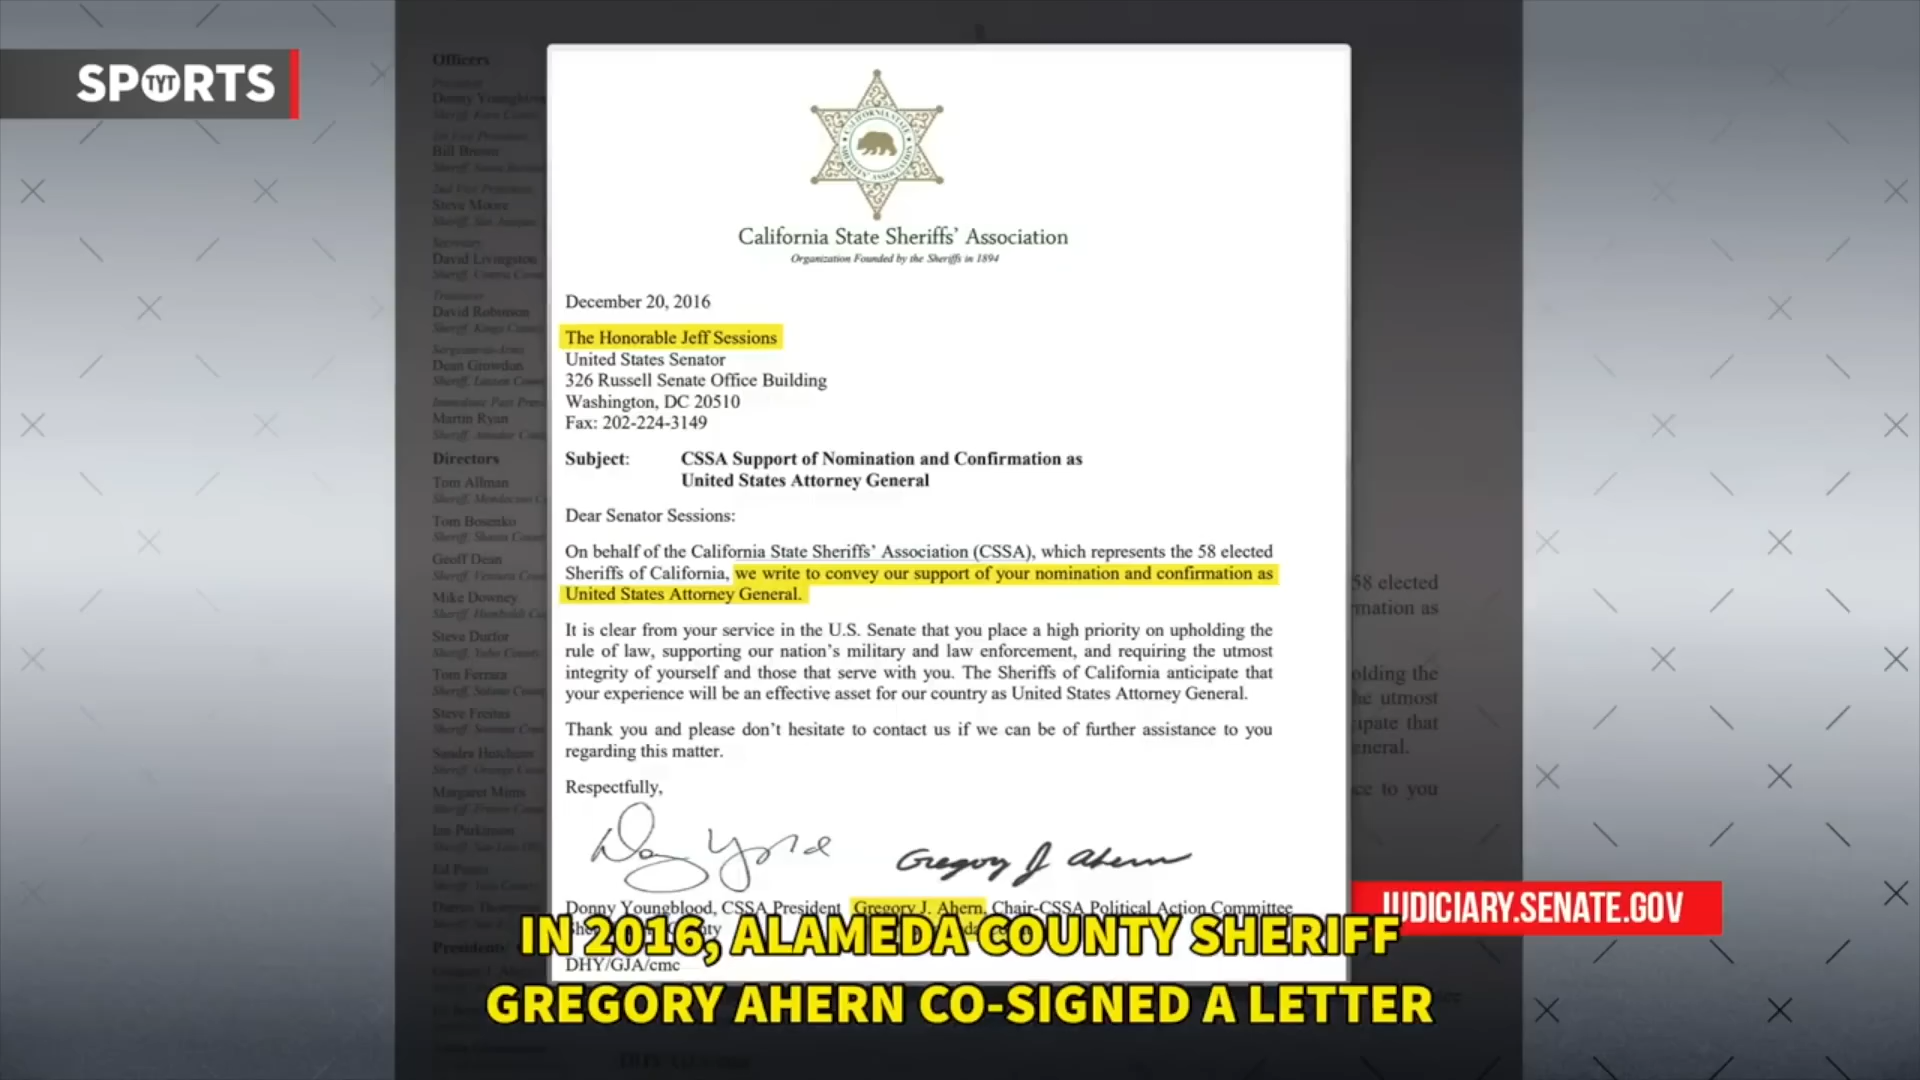 SPORTS
TYT
California State Sheriffs' Association
Organization Founded by the Sheriffs in 1894
December 20, 2016
The Honorable Jeff Sessions
United States Senator
326 Russell Senate Office Building
Washington, DC 20510
Fax: 202-224-3149
Subject: CSSA Support of Nomination and Confirmation as
United States Attorney General
Dear Senator Sessions:
On behalf of the California State Sheriffs' Association (CSSA), which represents the 58 elected
Sheriffs of California, we write to convey our support of your nomination and confirmation as
United States Attorney General.
It is clear from your service in the U.S. Senate that you place a high priority on upholding the
rule of law, supporting our nation's military and law enforcement, and requiring the utmost
integrity of yourself and those that serve with you. The Sheriffs of California anticipate that
your experience will be an effective asset for our country as United States Attorney General.
Thank you and please don't hesitate to contact us if we can be of further assistance to you
regarding this matter.
Respectfully,
Gregory J Ahern
Donny Youngblood, CSSA President
Gregory J. Ahern, Chair-CSSA Political Action Committee
DHY/GJA/cmc
Officers
Bill Brown
Steve Moore
David Livingston
David Robinson
Dean Growdon
Martin Ryan
Directors
Tom Allman
Tom Bosenko
Geoff Dean
Mike Downey
Steve Durfor
Tom Ferrara
Steve Freitas
Sandra Hutchens
Margaret Mims
58 elected
to you
JUDICIARY.SENATE.GOV
IN 2016, ALAMEDA COUNTY SHERIFF
GREGORY AHERN CO-SIGNED A LETTER